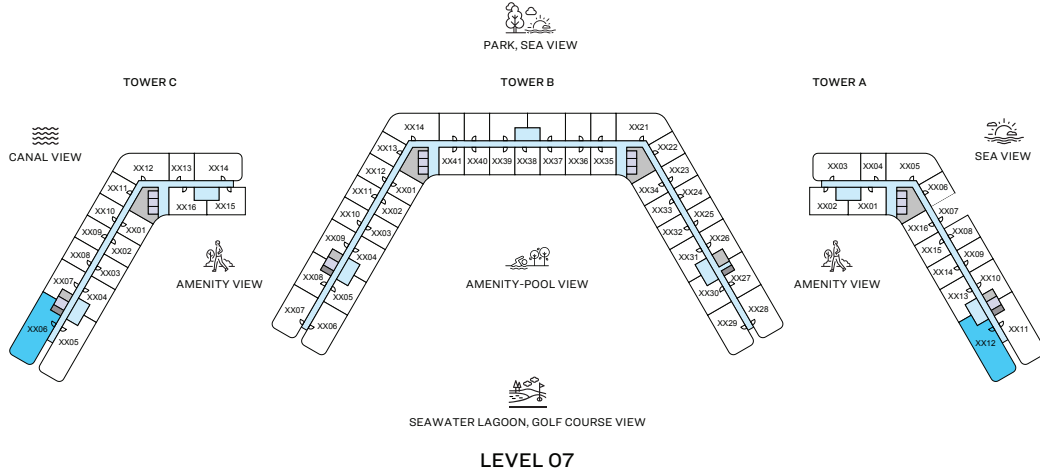 PARK, SEA VIEW
TOWER C
TOWER B
TOWER A
CANAL VIEW
SEA VIEW
XX12
XX13
XX14
XX11
XX16
XX15
XX10
XX01
XX09
XX02
XX08
XX03
XX07
XX04
XX06
XX05
AMENITY VIEW
XX14
XX21
XX13
XX41
XX40
XX39
XX38
XX37
XX36
XX35
XX22
XX12
XX01
XX34
XX23
XX11
XX02
XX33
XX24
XX10
XX03
XX32
XX25
XX09
XX04
XX31
XX26
XX08
XX05
XX30
XX27
XX07
XX06
XX29
XX28
AMENITY-POOL VIEW
XX03
XX04
XX05
XX02
XX01
XX06
XX16
XX07
XX15
XX08
XX14
XX09
XX13
XX10
XX12
XX11
AMENITY VIEW
SEAWATER LAGOON, GOLF COURSE VIEW
LEVEL 07